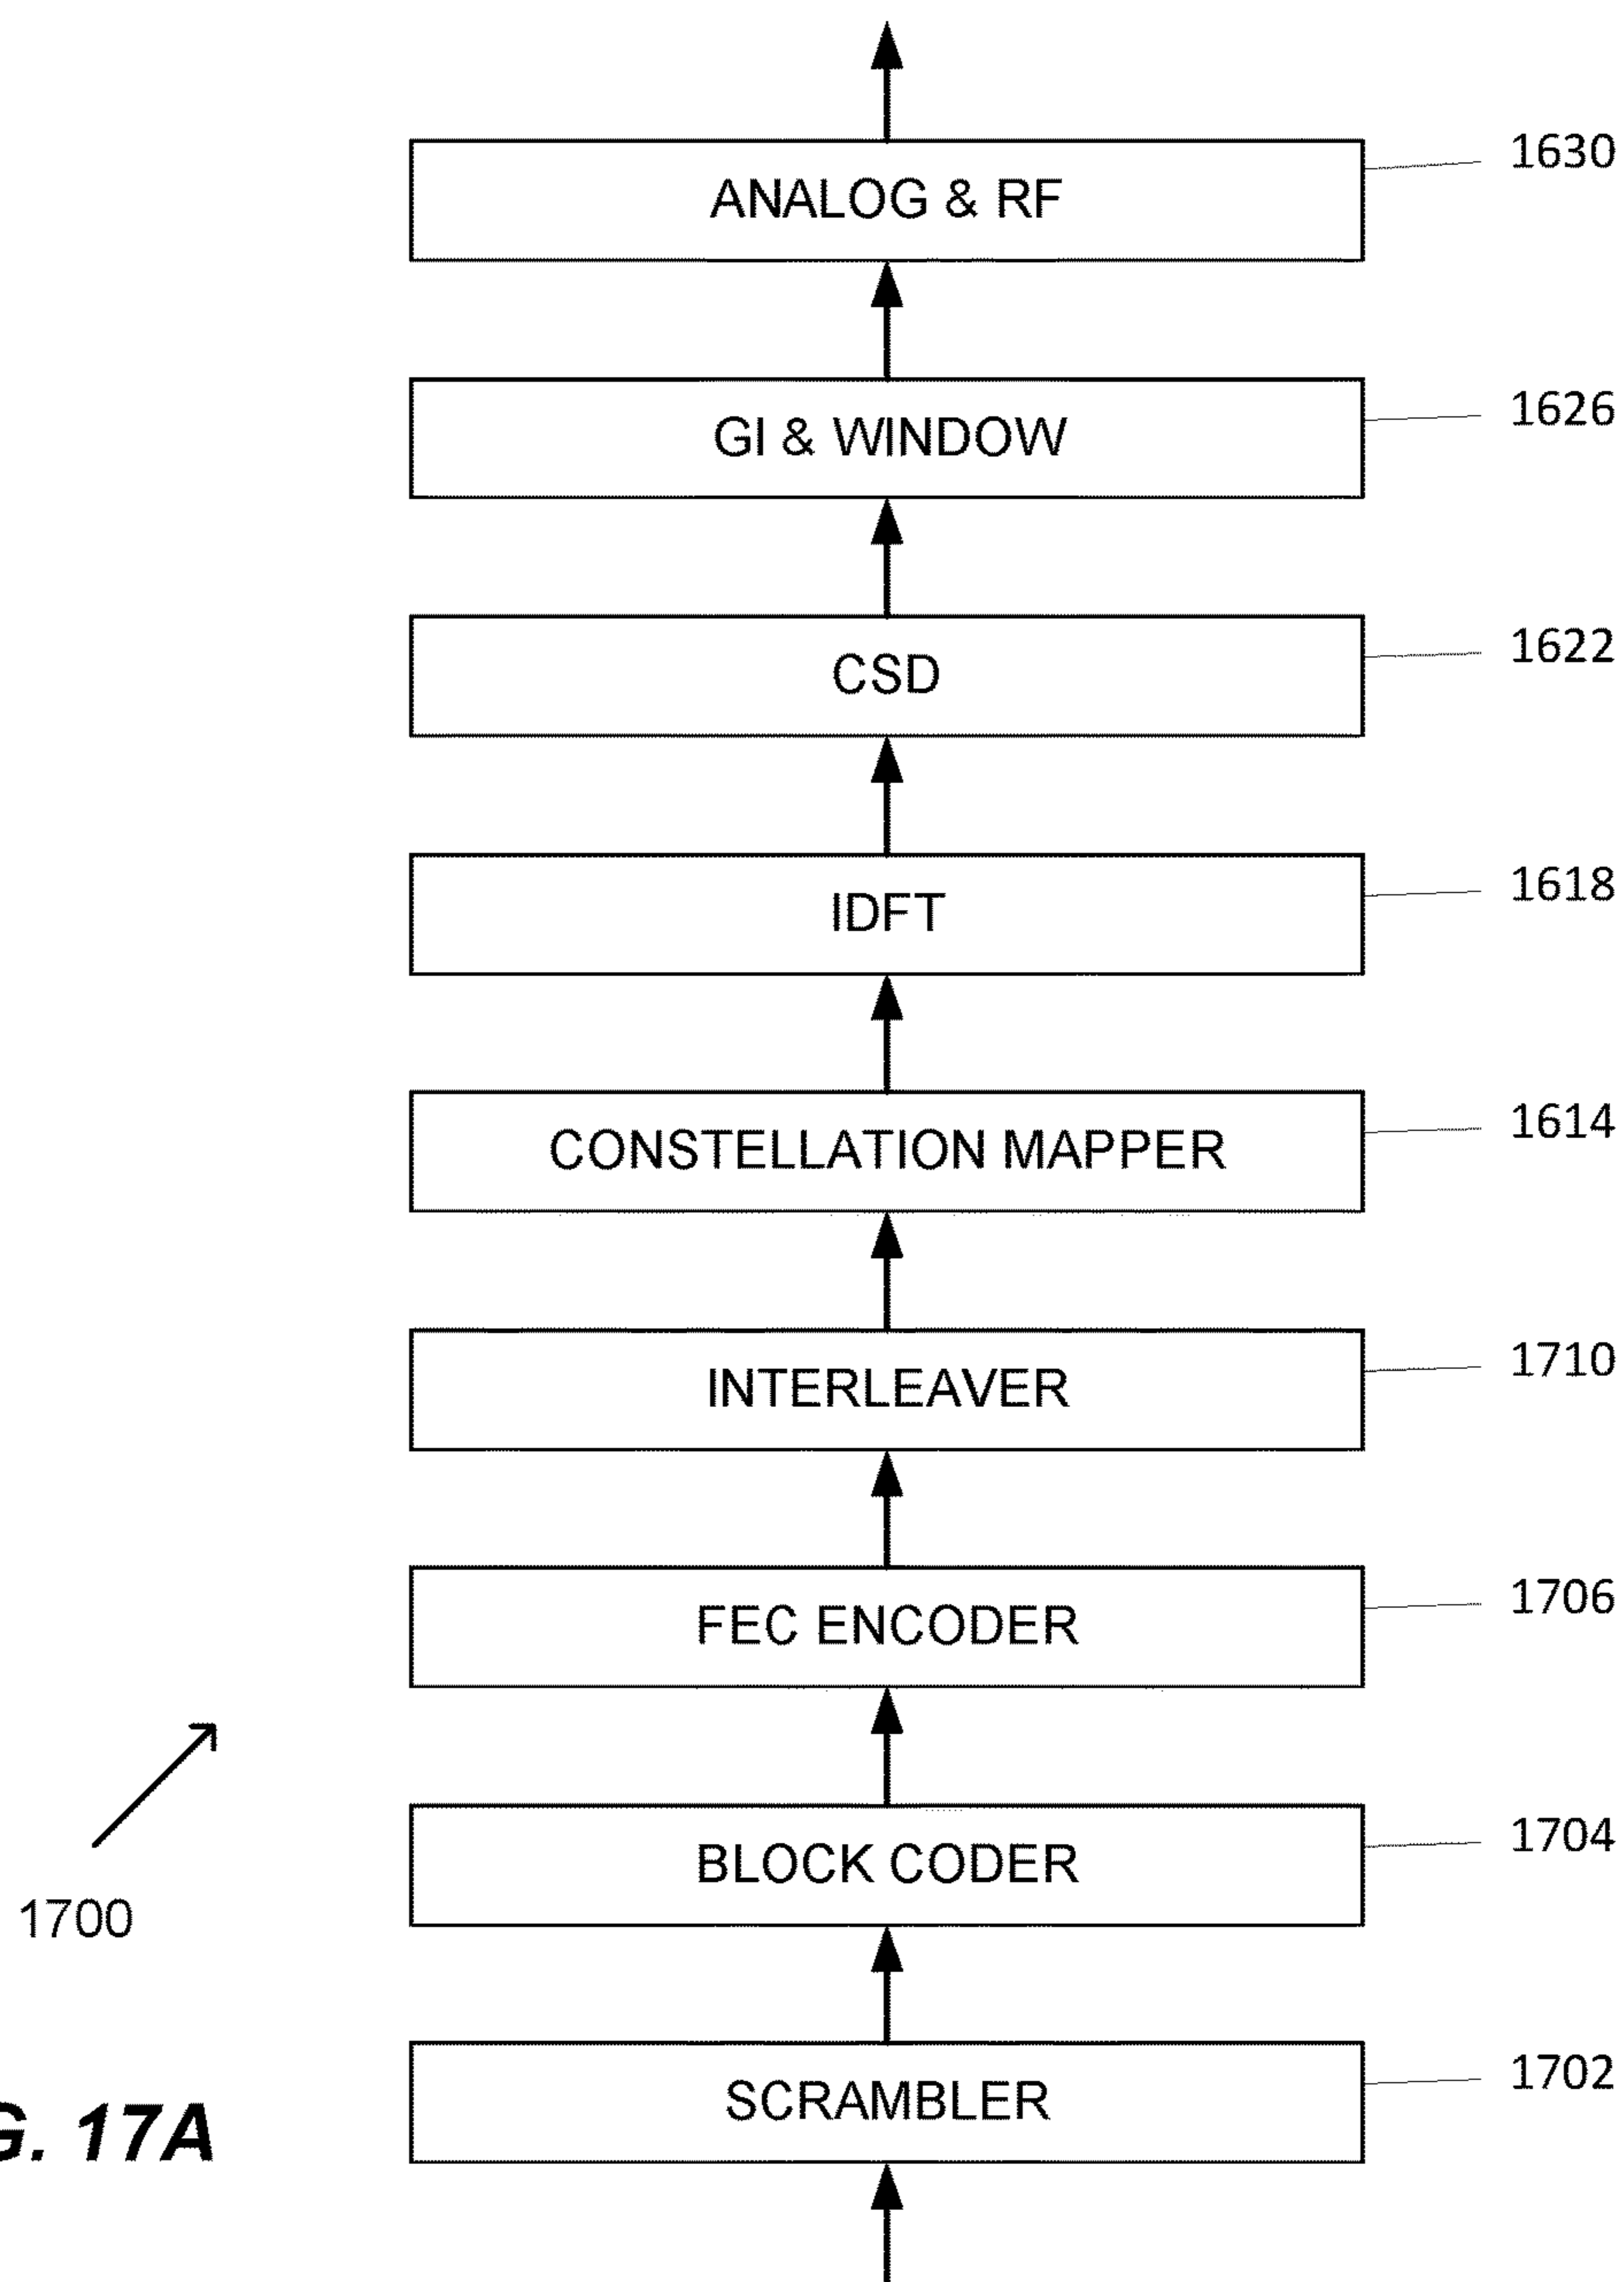 ANALOG & RF 1630
GI & WINDOW 1626
CSD 1622
IDFT 1618
CONSTELLATION MAPPER 1614
INTERLEAVER 1710
FEC ENCODER 1706
BLOCK CODER 1704
1700
SCRAMBLER 1702
G. 17A